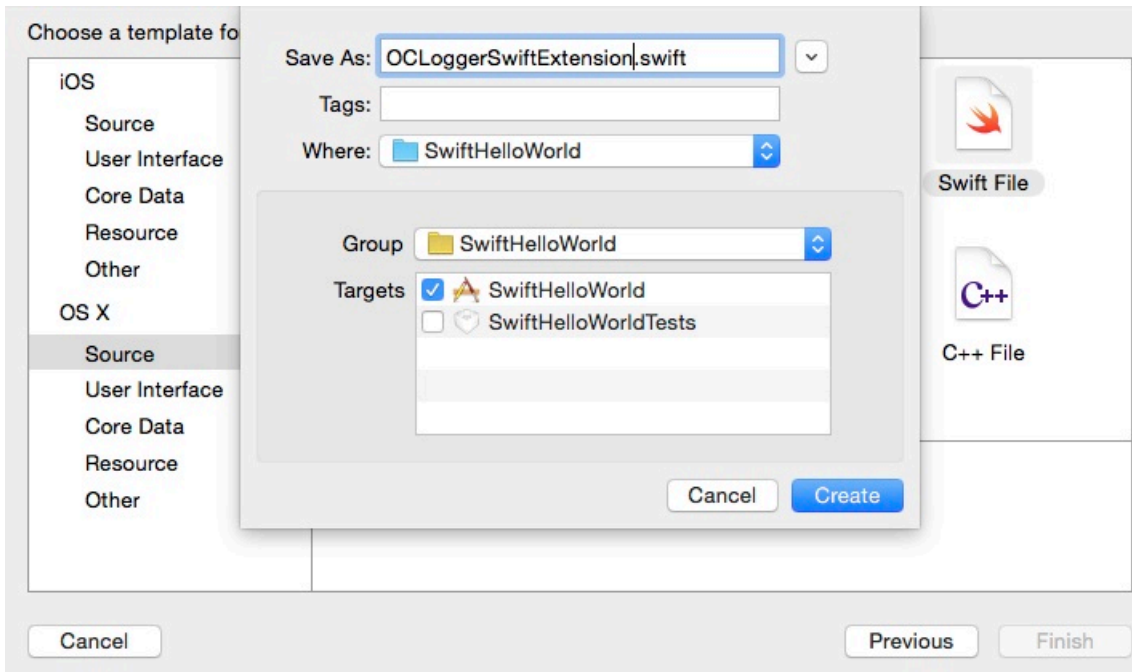 Choose a template fo
iOS
Source
User Interface
Core Data
Resource
Other
OS X
Source
User Interface
Core Data
Resource
Other
Save As: OCLoggerSwiftExtension.swift
Tags:
Where: SwiftHelloWorld
Group SwiftHelloWorld
Targets SwiftHelloWorld
SwiftHelloWorldTests
Cancel Create
Swift File
C++
C++ File
Cancel Previous Finish